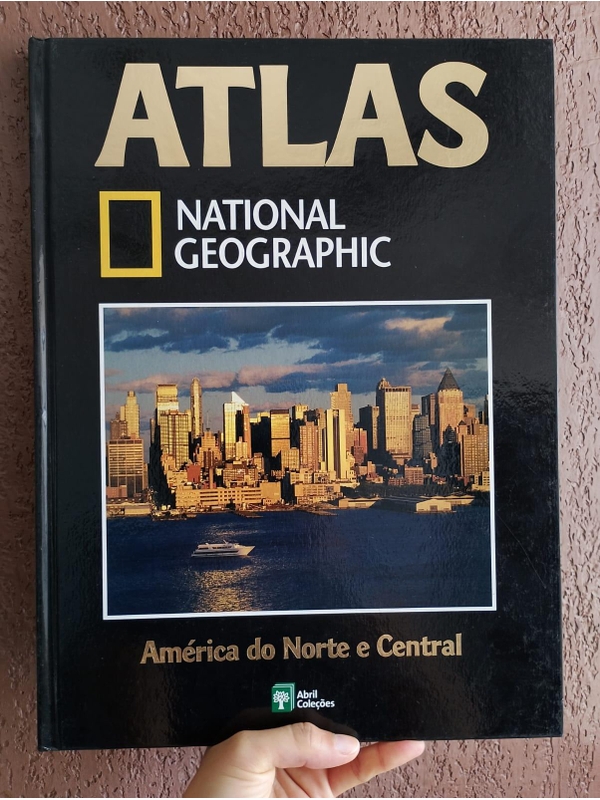 ATLAS
NATIONAL
GEOGRAPHIC
América do Norte e Central
Abril
Coleções